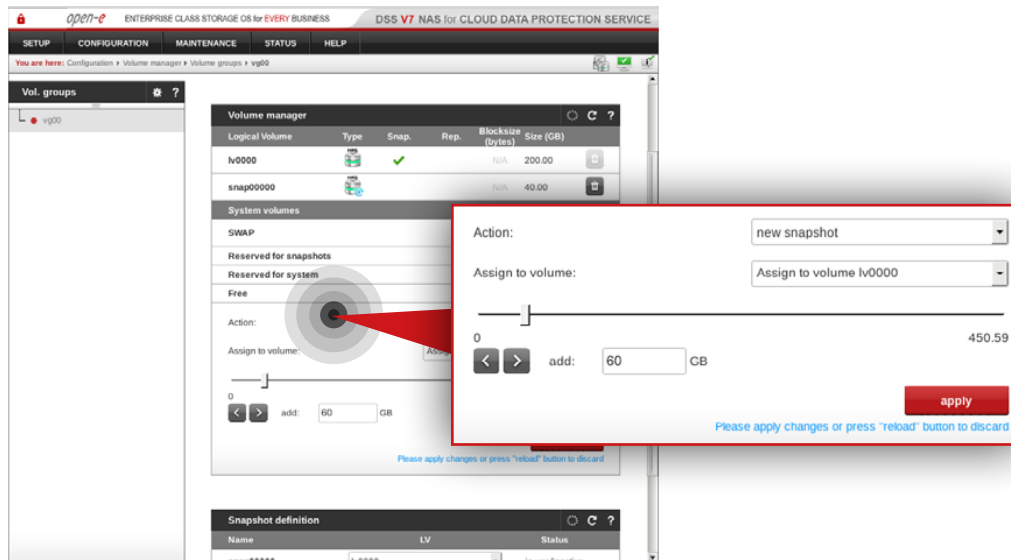 open-e ENTERPRISE CLASS STORAGE OS for EVERY BUSINESS DSS V7 NAS for CLOUD DATA PROTECTION SERVICE
SETUP CONFIGURATION MAINTENANCE STATUS HELP
You are here: Configuration › Volume manager › Volume groups › vg00
Vol. groups ?
vg00
Volume manager ?
Logical Volume Type Snap. Rep. Blocksize (bytes) Size (GB)
lv0000 NAS N/A 200.00
snap00000 NAS N/A 40.00
System volumes
SWAP
Reserved for snapshots
Reserved for system
Free
Action:
Assign to volume:
0
add: 60 GB
Please apply changes or press "reload" button to discard
Action: new snapshot
Assign to volume: Assign to volume lv0000
0 450.59
< > add: 60 GB
apply
Please apply changes or press "reload" button to discard
Snapshot definition ?
Name LV Status